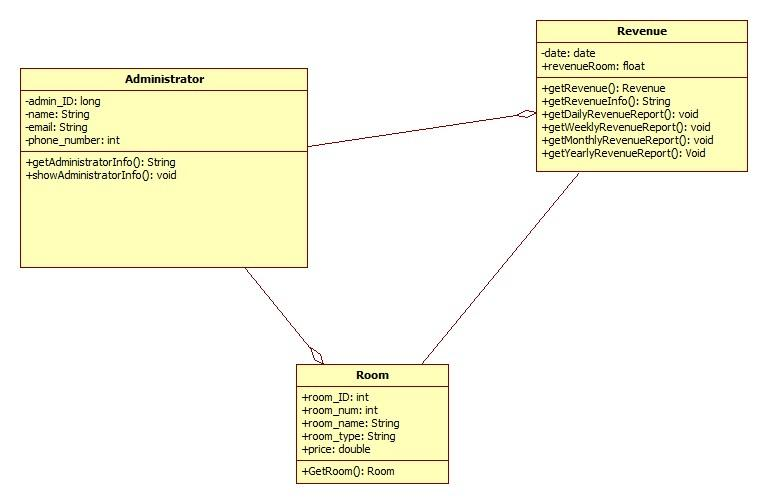 Revenue
-date: date
+revenueRoom: float
+getRevenue(): Revenue
+getRevenueInfo(): String
+getDailyRevenueReport(): void
+getWeeklyRevenueReport(): void
+getMonthlyRevenueReport(): void
+getYearlyRevenueReport(): Void
Administrator
-admin_ID: long
-name: String
-email: String
-phone_number: int
+getAdministratorInfo(): String
+showAdministratorInfo(): void
Room
+room_ID: int
+room_num: int
+room_name: String
+room_type: String
+price: double
+GetRoom(): Room